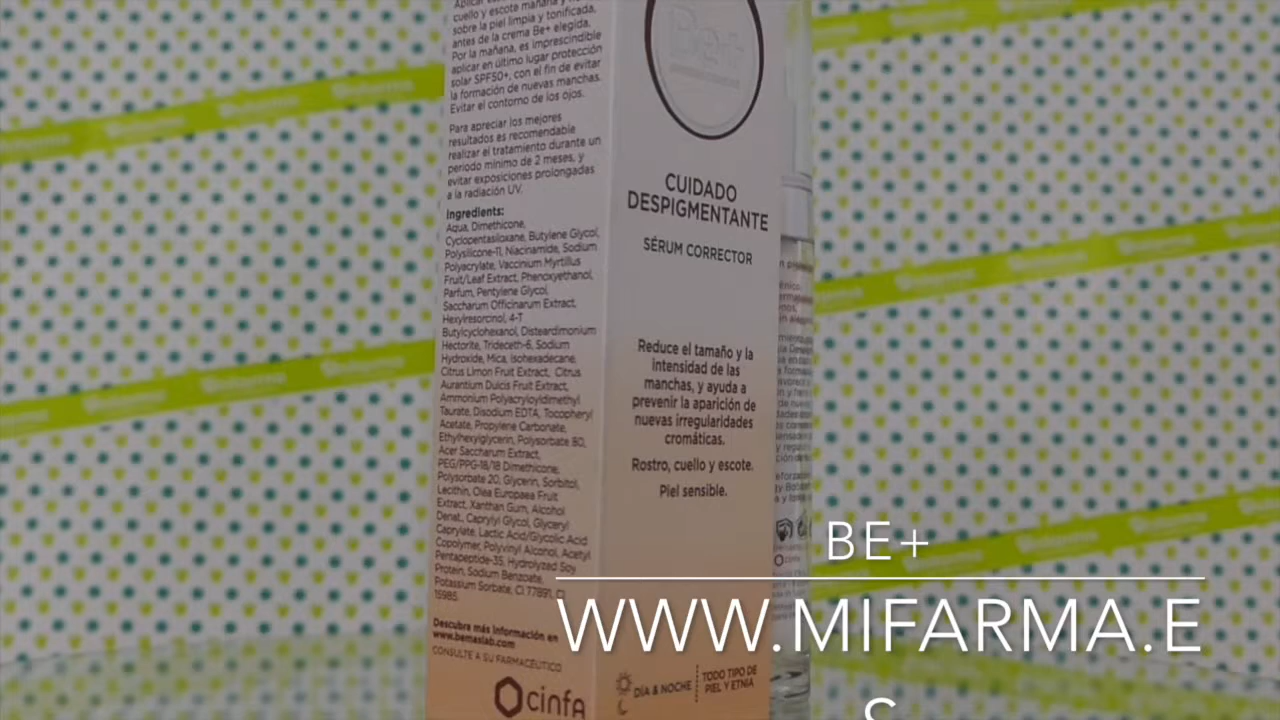 cuello y escote mañana y
sobre la piel limpia y tonificada,
antes de la crema Be+ elegida.
Por la mañana, es imprescindible
aplicar en último lugar protección
solar SPF50+, con el fin de evitar
la formación de nuevas manchas.
Evitar el contorno de los ojos.
Para apreciar los mejores
resultados es recomendable
realizar el tratamiento durante un
periodo mínimo de 2 meses, y
evitar exposiciones prolongadas
a la radiación UV.
Ingredients:
Aqua, Dimethicone,
Cyclopentasiloxane, Butylene Glycol,
Polysilicone-11, Niacinamide, Sodium
Polyacrylate, Vaccinium Myrtillus
Fruit/Leaf Extract, Phenoxyethanol,
Parfum, Pentylene Glycol,
Saccharum Officinarum Extract,
Hexylresorcinol, 4-T
Butylcyclohexanol, Disteardimonium
Hectorite, Trideceth-6, Sodium
Hydroxide, Mica, Isohexadecane,
Citrus Limon Fruit Extract, Citrus
Aurantium Dulcis Fruit Extract,
Ammonium Polyacryloyldimethyl
Taurate, Disodium EDTA, Tocopheryl
Acetate, Propylene Carbonate,
Ethylhexylglycerin, Polysorbate 80,
Acer Saccharum Extract,
PEG/PPG-18/18 Dimethicone,
Polysorbate 20, Glycerin, Sorbitol,
Lecithin, Olea Europaea Fruit
Extract, Xanthan Gum, Alcohol
Denat., Caprylyl Glycol, Glyceryl
Caprylate, Lactic Acid/Glycolic Acid
Copolymer, Polyvinyl Alcohol, Acetyl
Pentapeptide-35, Hydrolyzed Soy
Protein, Sodium Benzoate,
Potassium Sorbate, CI 77891, CI
15985.
Descubra más información en
www.bemaslab.com
CONSULTE A SU FARMACÉUTICO
cinfa
Be+
CUIDADO
DESPIGMENTANTE
SÉRUM CORRECTOR
Reduce el tamaño y la
intensidad de las
manchas, y ayuda a
prevenir la aparición de
nuevas irregularidades
cromáticas.
Rostro, cuello y escote.
Piel sensible.
DÍA & NOCHE
TODO TIPO DE
PIEL Y ETNIA
BE+
WWW.MIFARMA.E
S